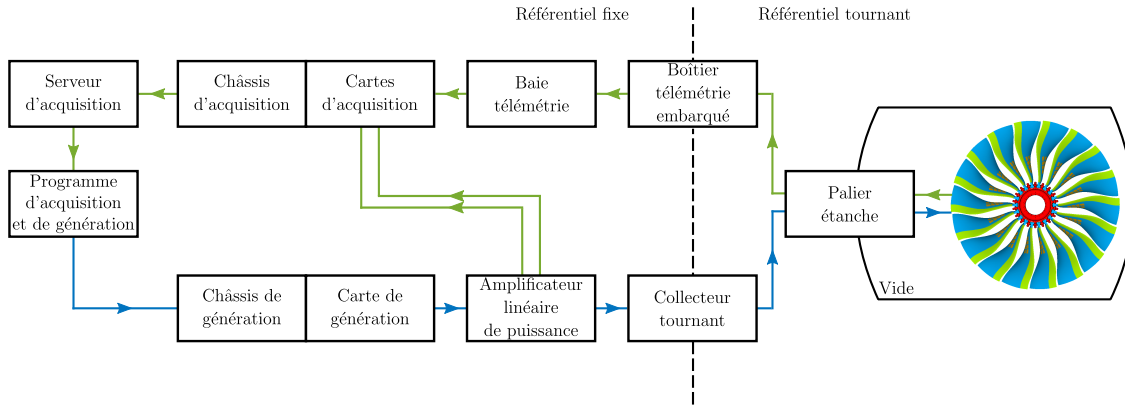 Référentiel fixe
Référentiel tournant
Serveur
d'acquisition
Châssis
d'acquisition
Cartes
d'acquisition
Baie
télémétrie
Boîtier
télémétrie
embarqué
Programme
d'acquisition
et de génération
Palier
étanche
Vide
Châssis de
génération
Carte de
génération
Amplificateur
linéaire
de puissance
Collecteur
tournant